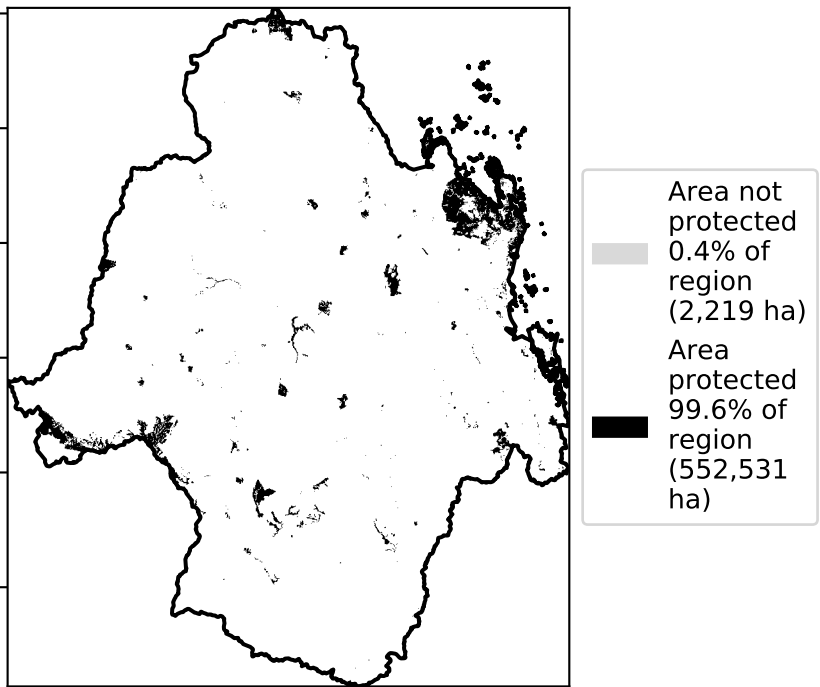 Area not
protected
0.4% of
region
(2,219 ha)
Area
protected
99.6% of
region
(552,531
ha)